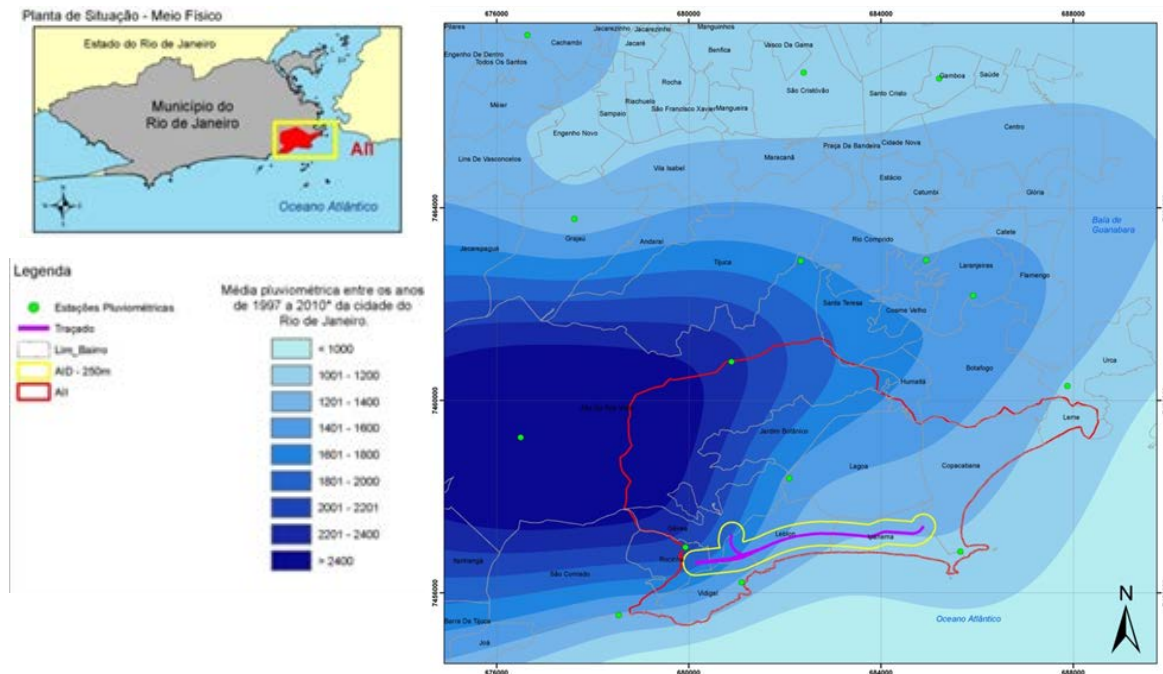 Planta de Situação - Meio Físico
Estado do Rio de Janeiro
Município do
Rio de Janeiro
AII
Oceano Atlântico
Legenda
Estações Pluviométricas
Traçado
Lim_Bairro
AID - 250m
AII
Média pluviométrica entre os anos
de 1997 a 2010* da cidade do
Rio de Janeiro.
< 1000
1001 - 1200
1201 - 1400
1401 - 1600
1601 - 1800
1801 - 2000
2001 - 2201
2201 - 2400
> 2400
676000
680000
684000
688000
Pilares
Jacarezinho
Jacarezinho
Manguinhos
Cachambi
Jacaré
Benfica
Vasco Da Gama
Engenho De Dentro
Todos Os Santos
Rocha
São Cristóvão
Gamboa
Saúde
Méier
Riachuelo
São Francisco Xavier
Mangueira
Santo Cristo
Sampaio
Engenho Novo
Centro
Lins De Vasconcelos
Vila Isabel
Maracanã
Praça Da Bandeira
Cidade Nova
Estácio
Catumbi
Glória
7464000
Baía de
Guanabara
Jacarepaguá
Grajaú
Andaraí
Rio Comprido
Catete
Tijuca
Laranjeiras
Flamengo
Santa Teresa
Cosme Velho
Urca
Botafogo
Humaitá
7460000
Leme
Jardim Botânico
Lagoa
Copacabana
Gávea
Leblon
Ipanema
Rocinha
Itanhangá
São Conrado
7456000
Vidigal
Oceano Atlântico
N
Barra Da Tijuca
Joá
676000
680000
684000
688000